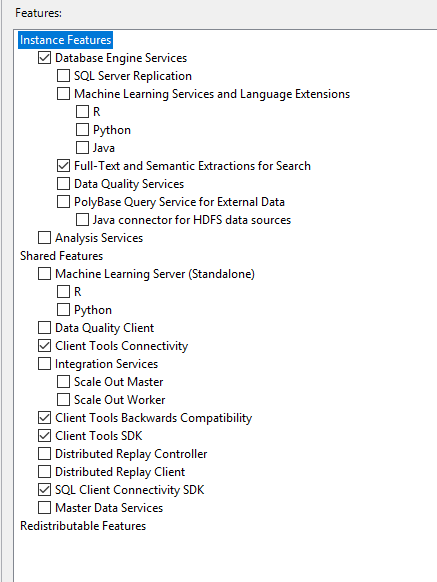 Features:
Instance Features
Database Engine Services
SQL Server Replication
Machine Learning Services and Language Extensions
R
Python
Java
Full-Text and Semantic Extractions for Search
Data Quality Services
PolyBase Query Service for External Data
Java connector for HDFS data sources
Analysis Services
Shared Features
Machine Learning Server (Standalone)
R
Python
Data Quality Client
Client Tools Connectivity
Integration Services
Scale Out Master
Scale Out Worker
Client Tools Backwards Compatibility
Client Tools SDK
Distributed Replay Controller
Distributed Replay Client
SQL Client Connectivity SDK
Master Data Services
Redistributable Features